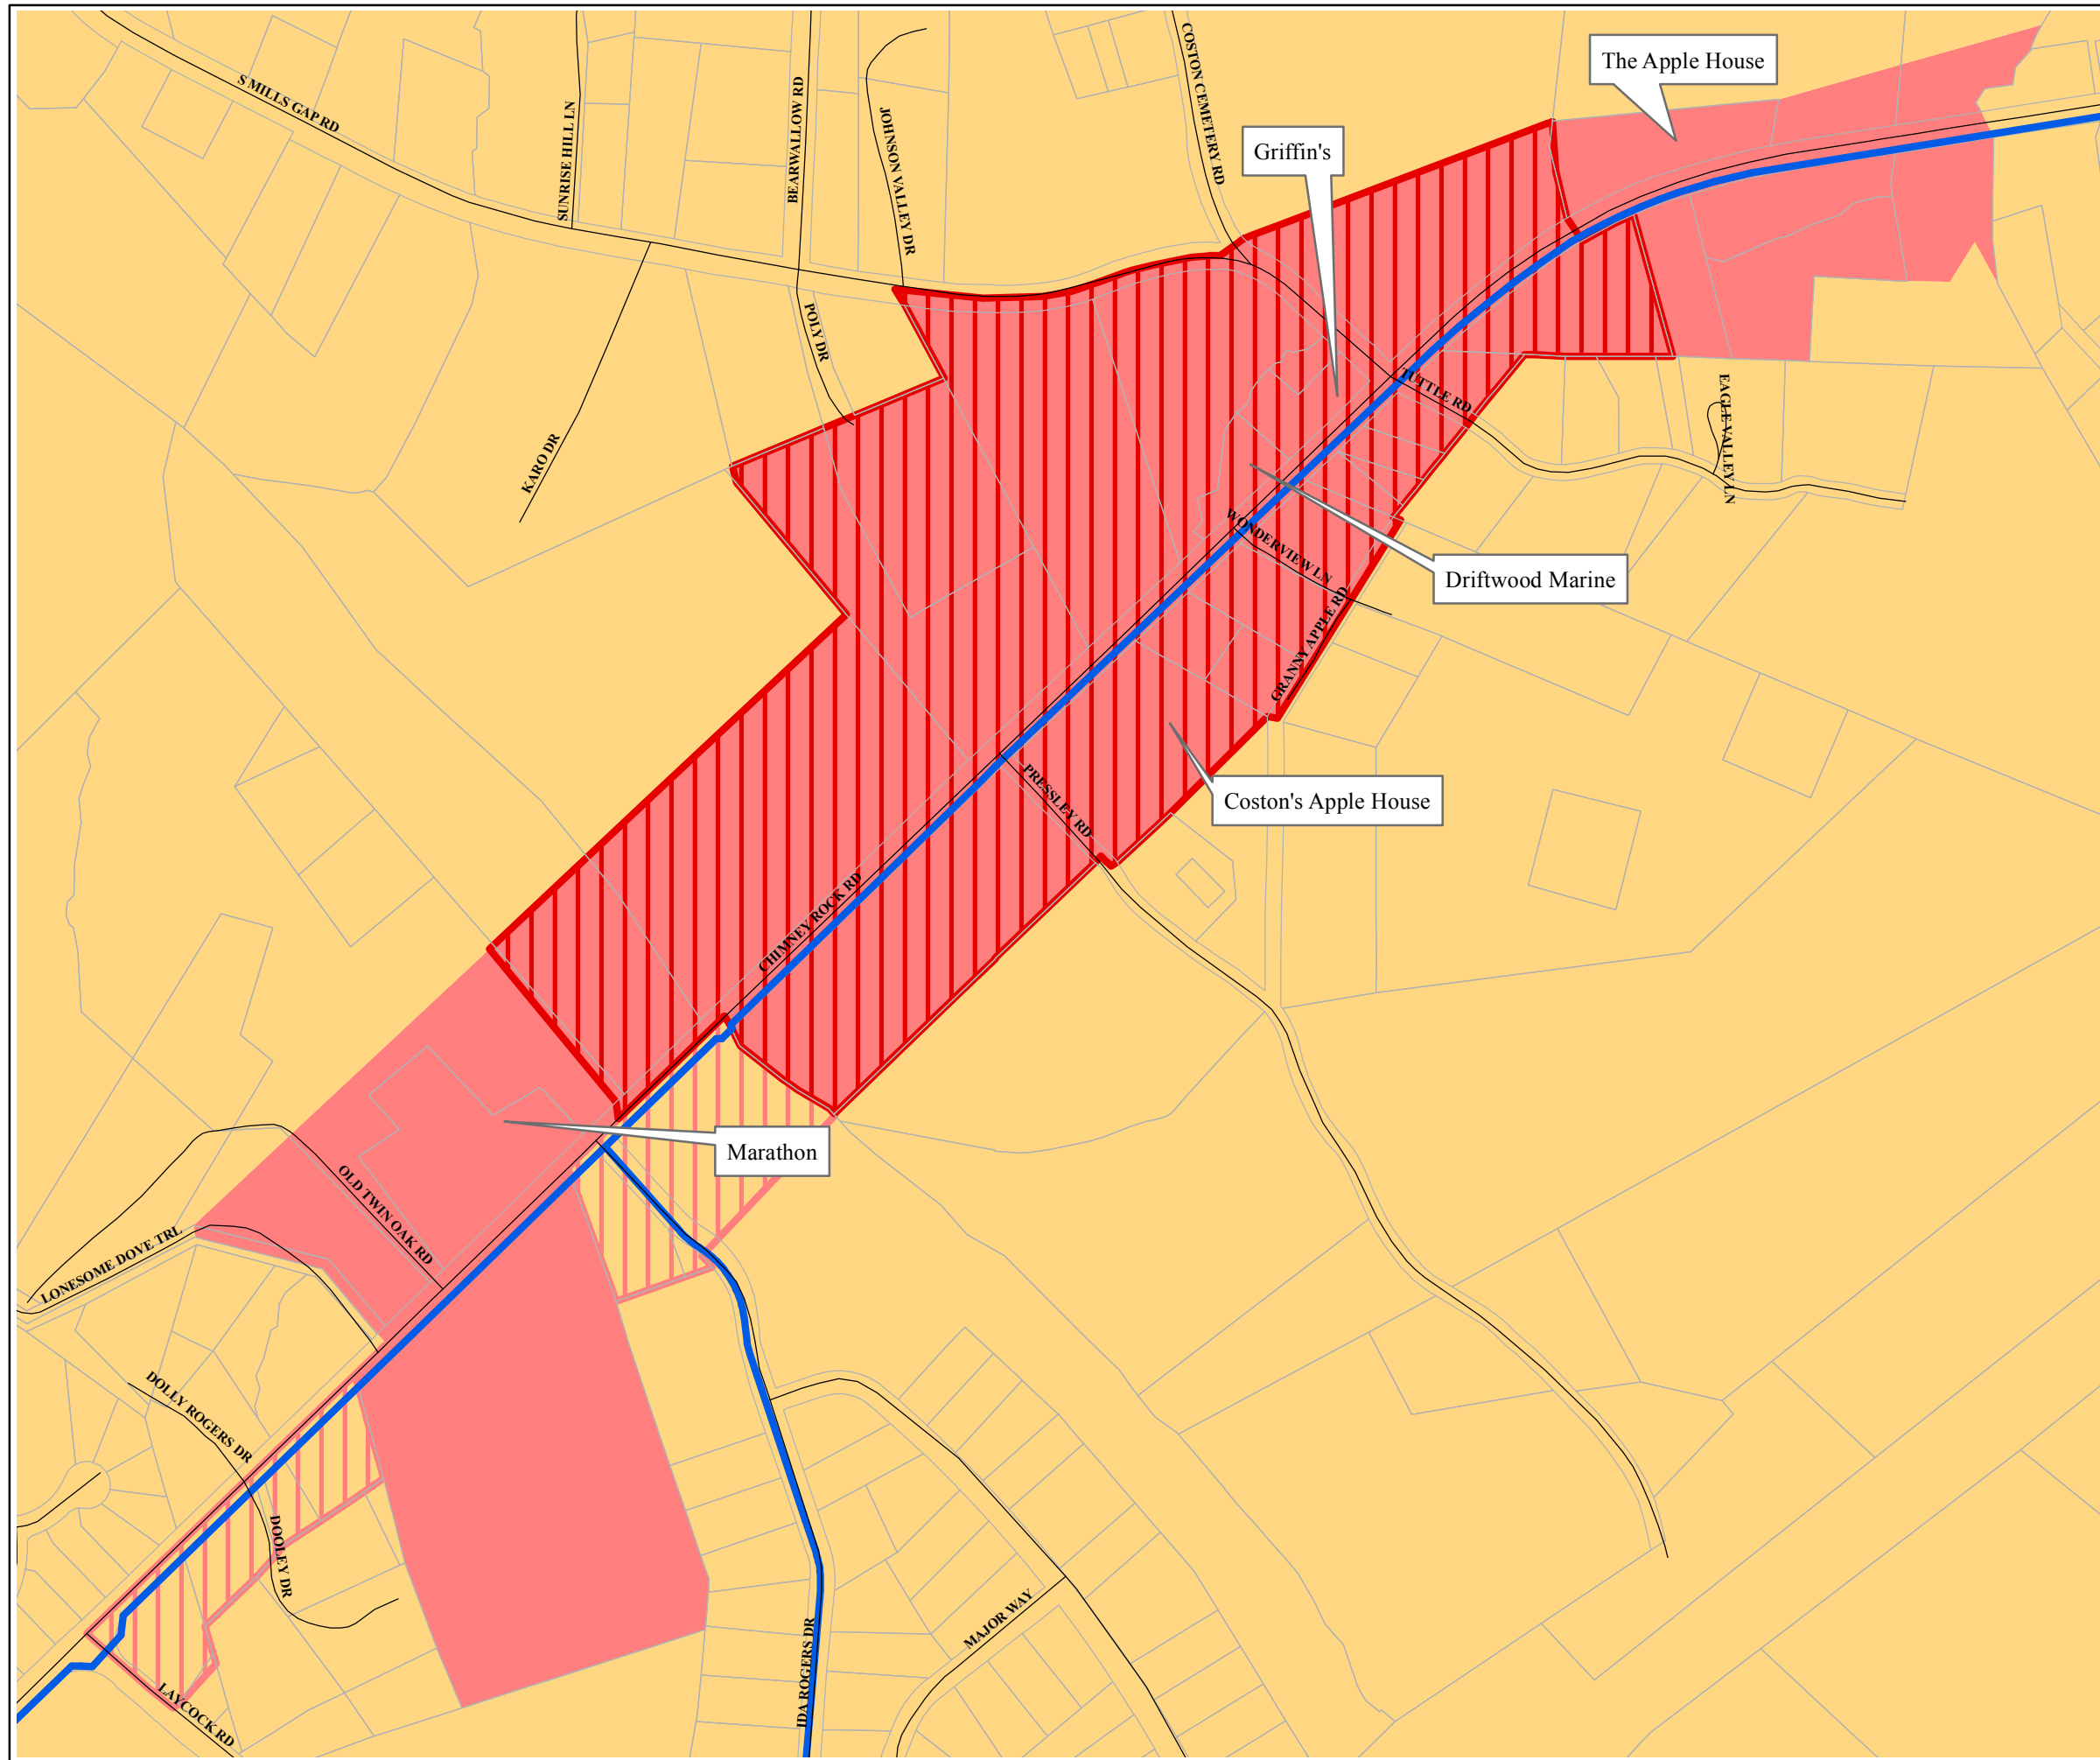 COSTON CEMETERY RD
The Apple House
S MILLS GAP RD
SUNRISE HILL LN
BEARWALLOW RD
JOHNSON VALLEY DR
Griffin's
POLY DR
TUTTLE RD
EAGLE VALLEY LN
KARO DR
WONDERVIEW LN
Driftwood Marine
GRANNY APPLE RD
PRESSLEY RD
Coston's Apple House
CHIMNEY ROCK RD
Marathon
OLD TWIN OAK RD
LONESOME DOVE TRL
DOLLY ROGERS DR
DOOLEY DR
MAJOR WAY
IDA ROGERS DR
LAYCOCK RD